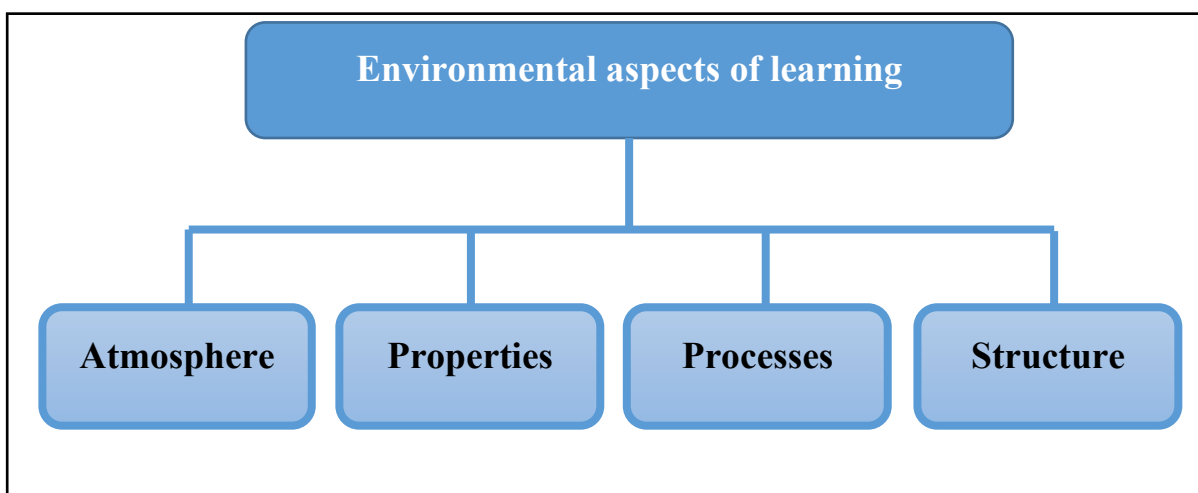 Environmental aspects of learning
Atmosphere
Properties
Processes
Structure